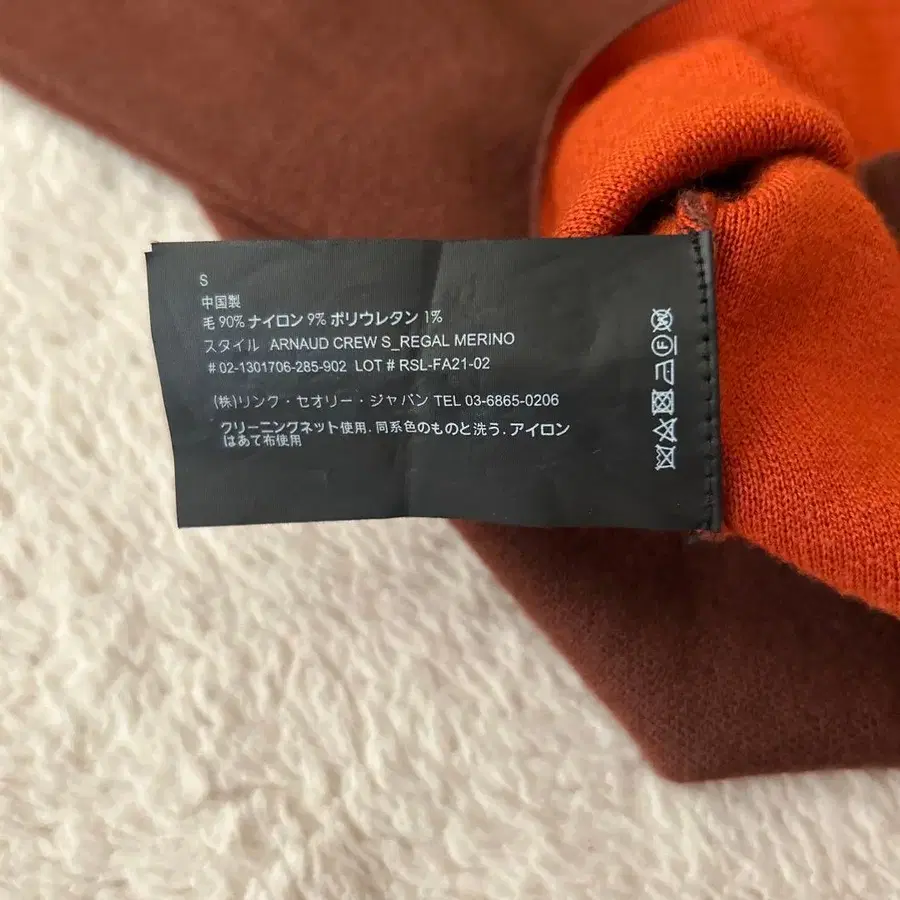 S
中国製
毛 90% ナイロン 9% ポリウレタン 1%
スタイル ARNAUD CREW S_REGAL MERINO
# 02-1301706-285-902 LOT # RSL-FA21-02
(株)リンク・セオリー・ジャパン TEL 03-6865-0206
クリーニングネット使用. 同系色のものと洗う. アイロン
はあて布使用